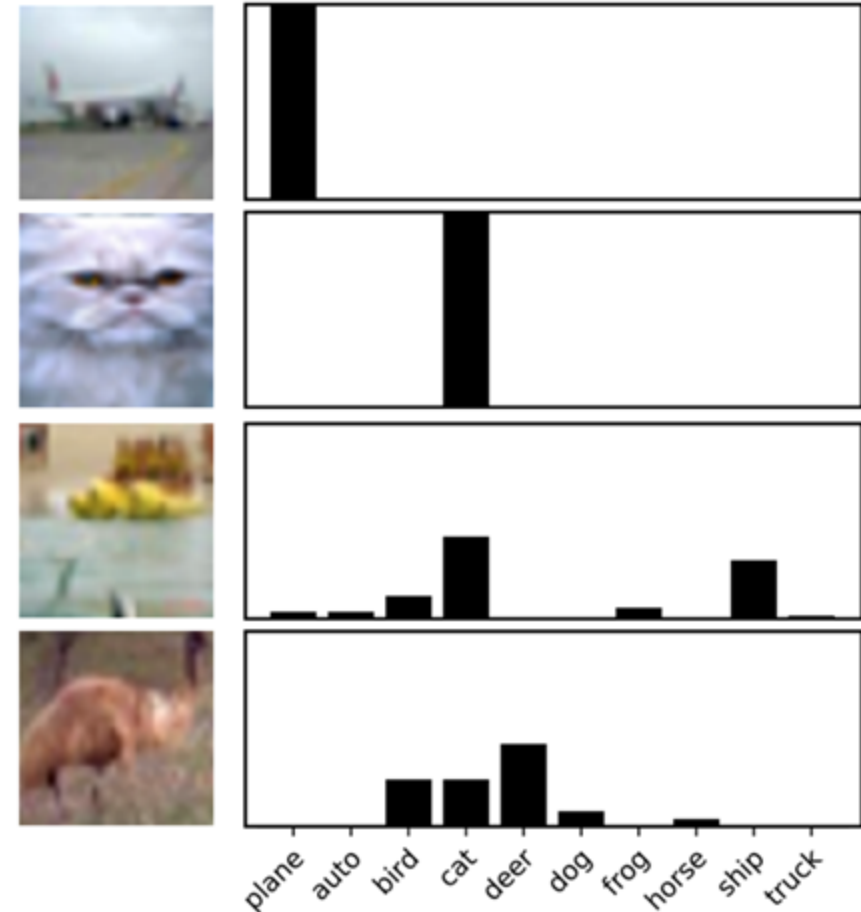 plane
auto
bird
cat
deer
dog
frog
horse
ship
truck